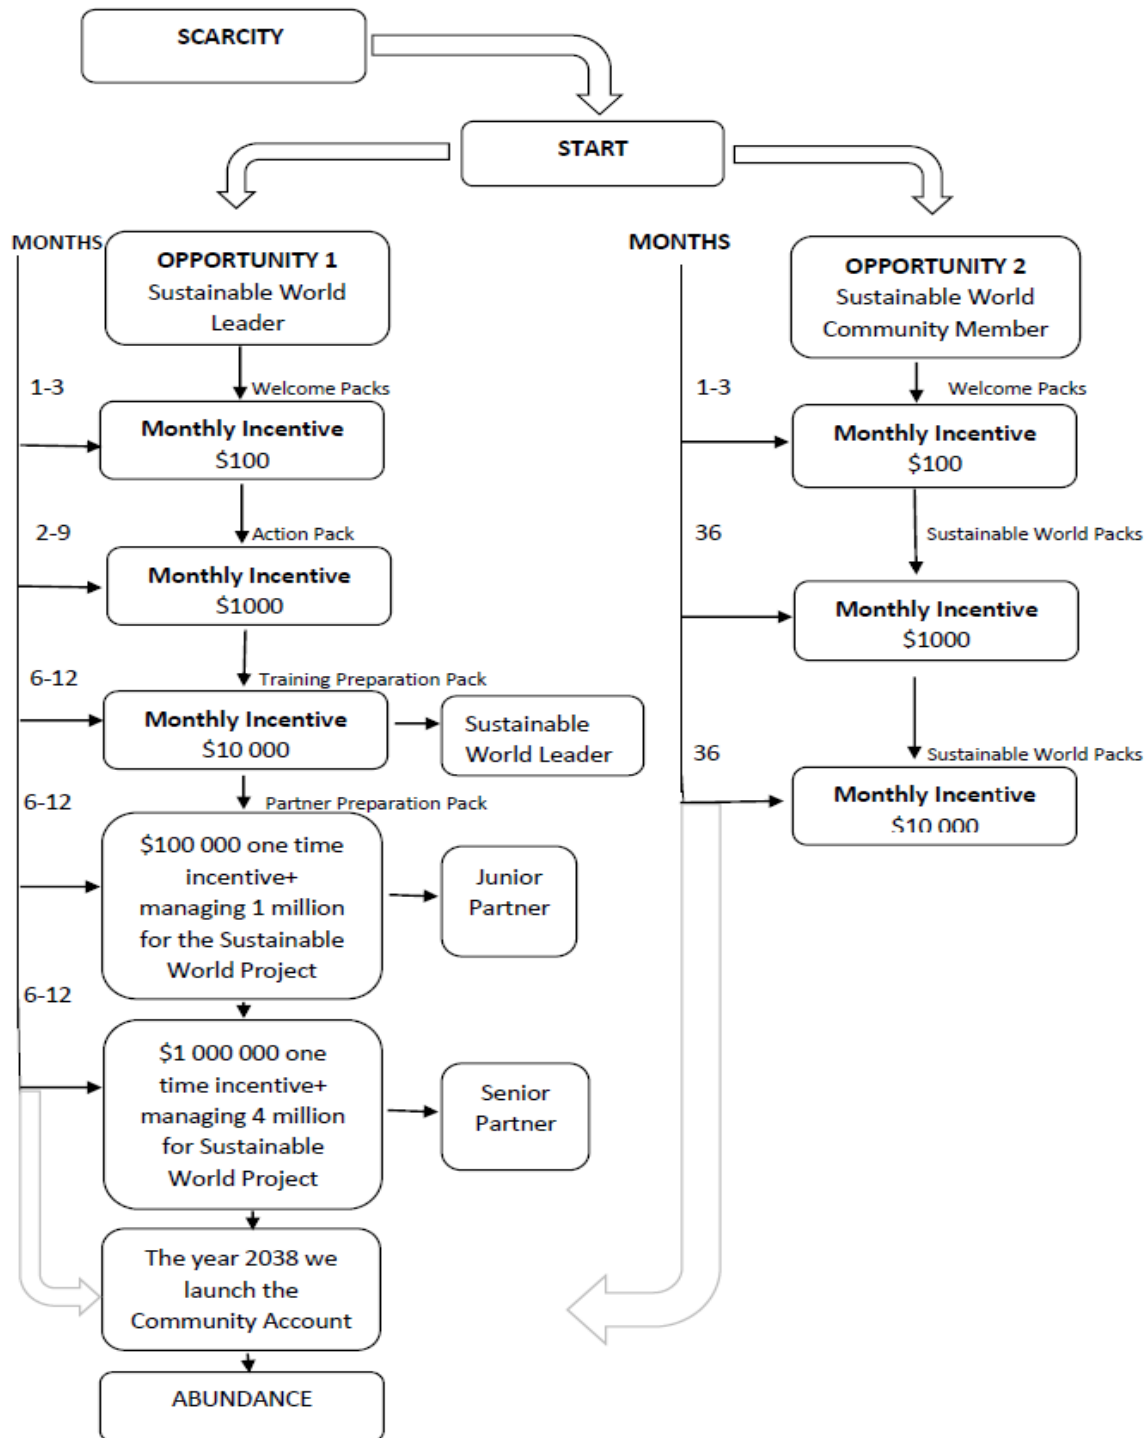 SCARCITY
START
MONTHS
OPPORTUNITY 1
Sustainable World
Leader
1-3
Welcome Packs
Monthly Incentive
$100
2-9
Action Pack
Monthly Incentive
$1000
6-12
Training Preparation Pack
Monthly Incentive
$10 000
Sustainable
World Leader
6-12
Partner Preparation Pack
$100 000 one time
incentive+
managing 1 million
for the Sustainable
World Project
Junior
Partner
6-12
$1 000 000 one
time incentive+
managing 4 million
for Sustainable
World Project
Senior
Partner
The year 2038 we
launch the
Community Account
ABUNDANCE
MONTHS
OPPORTUNITY 2
Sustainable World
Community Member
1-3
Welcome Packs
Monthly Incentive
$100
36
Sustainable World Packs
Monthly Incentive
$1000
36
Sustainable World Packs
Monthly Incentive
$10 000